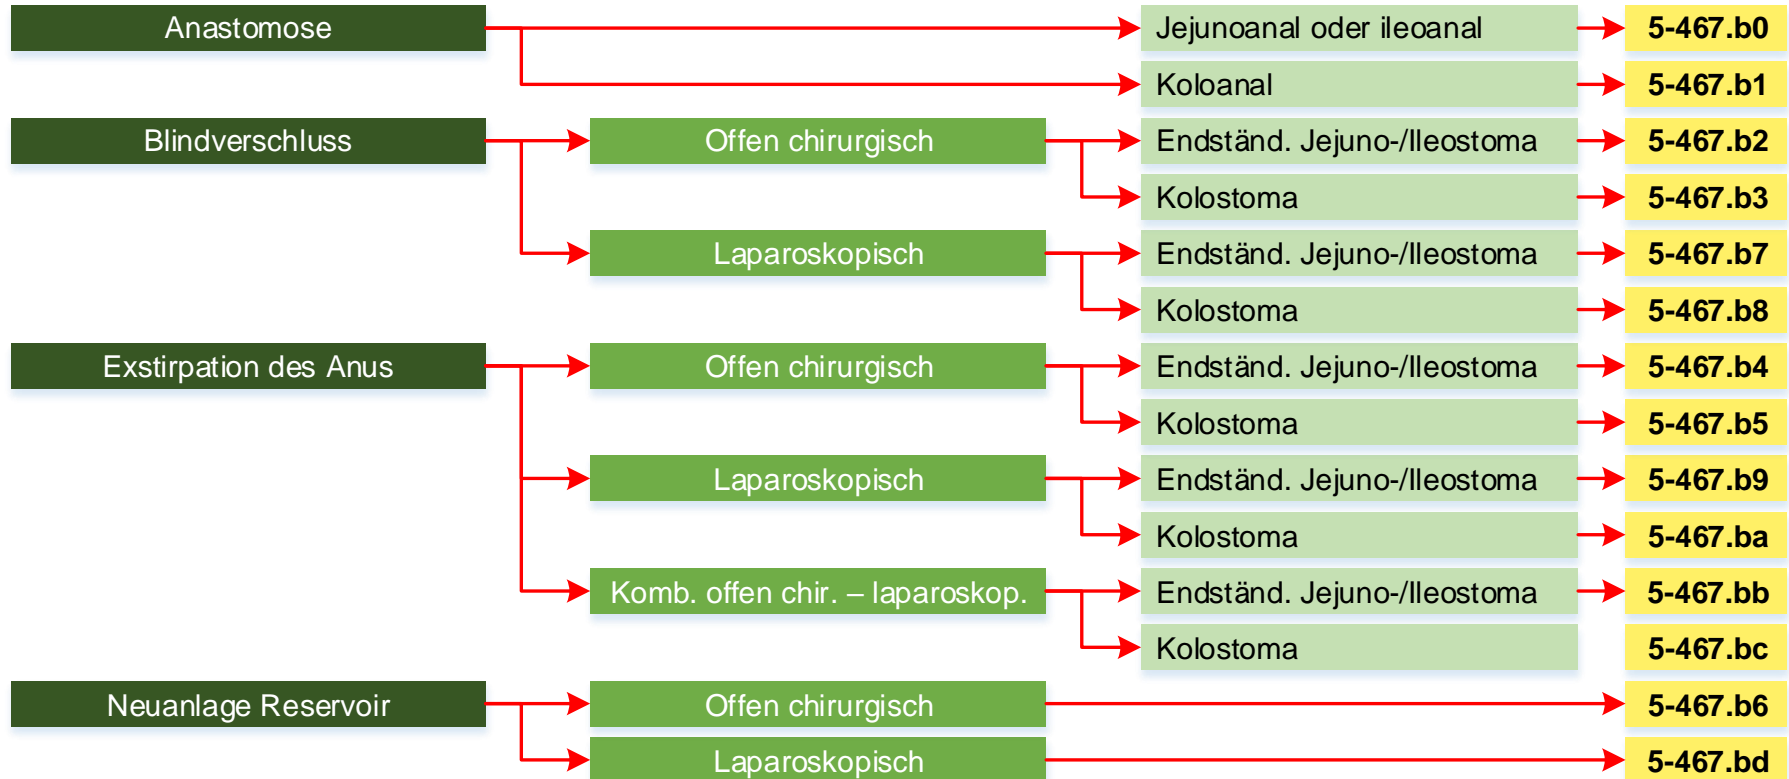 Anastomose Jejunoanal oder ileoanal 5-467.b0
Koloanal 5-467.b1
Blindverschluss Offen chirurgisch Endständ. Jejuno-/Ileostoma 5-467.b2
Kolostoma 5-467.b3
Laparoskopisch Endständ. Jejuno-/Ileostoma 5-467.b7
Kolostoma 5-467.b8
Exstirpation des Anus Offen chirurgisch Endständ. Jejuno-/Ileostoma 5-467.b4
Kolostoma 5-467.b5
Laparoskopisch Endständ. Jejuno-/Ileostoma 5-467.b9
Kolostoma 5-467.ba
Komb. offen chir. – laparoskop. Endständ. Jejuno-/Ileostoma 5-467.bb
Kolostoma 5-467.bc
Neuanlage Reservoir Offen chirurgisch 5-467.b6
Laparoskopisch 5-467.bd